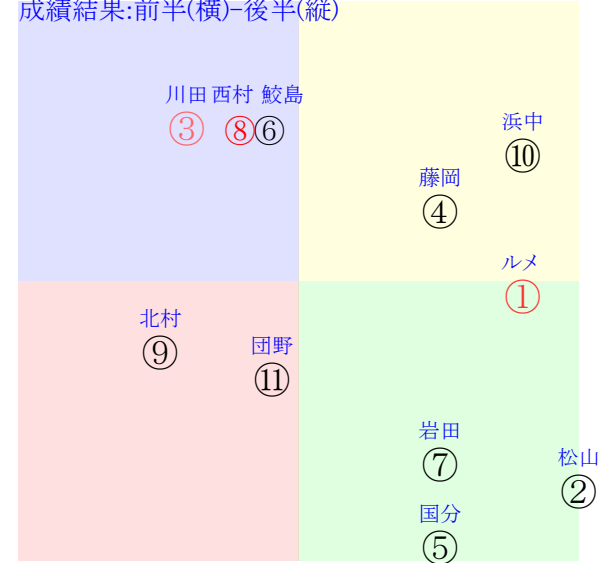 成績結果:前半(横)-後半(縦)
川田 西村 鮫島
③ ⑧ ⑥
浜中
⑩
藤岡
④
ルメ
①
北村
⑨
団野
⑪
岩田
⑦
松山
②
国分
⑤